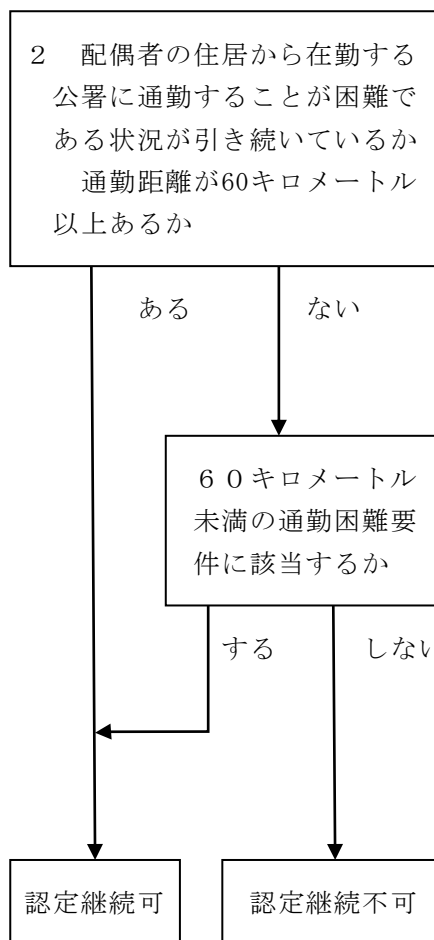 ２　配偶者の住居から在勤する
公署に通勤することが困難で
ある状況が引き続いているか
通勤距離が60キロメートル
以上あるか
ある
ない
６０キロメートル
未満の通勤困難要
件に該当するか
する
しない
認定継続可
認定継続不可